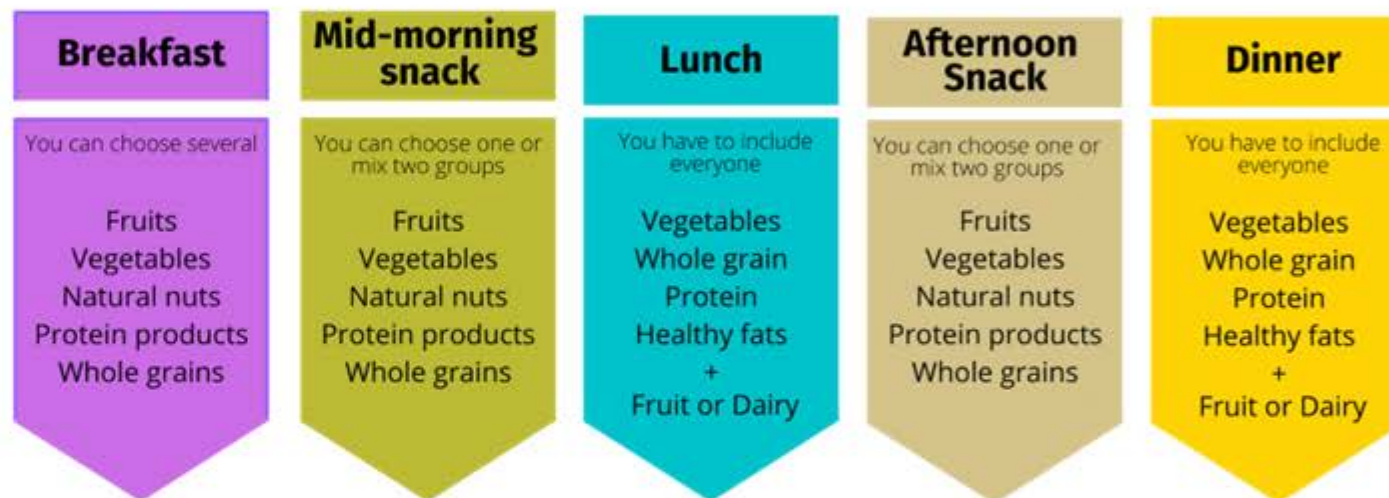 Breakfast
You can choose several
Fruits
Vegetables
Natural nuts
Protein products
Whole grains
Mid-morning
snack
You can choose one or
mix two groups
Fruits
Vegetables
Natural nuts
Protein products
Whole grains
Lunch
You have to include
everyone
Vegetables
Whole grain
Protein
Healthy fats
+
Fruit or Dairy
Afternoon
Snack
You can choose one or
mix two groups
Fruits
Vegetables
Natural nuts
Protein products
Whole grains
Dinner
You have to include
everyone
Vegetables
Whole grain
Protein
Healthy fats
+
Fruit or Dairy